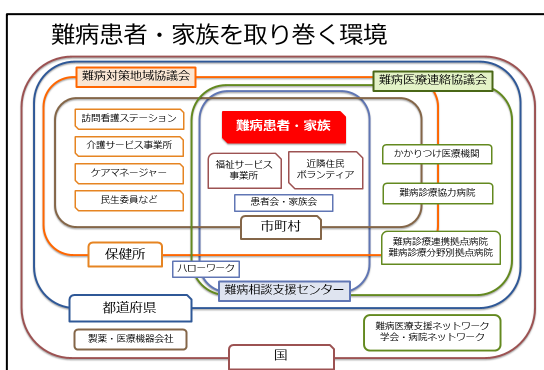 難病患者・家族を取り巻く環境
難病対策地域協議会
難病医療連絡協議会
訪問看護ステーション
介護サービス事業所
ケアマネージャー
民生委員など
難病患者・家族
福祉サービス
事業所
近隣住民
ボランティア
患者会・家族会
かかりつけ医療機関
難病診療協力病院
市町村
難病診療連携拠点病院
難病診療分野別拠点病院
保健所
ハローワーク
難病相談支援センター
都道府県
製薬・医療機器会社
難病医療支援ネットワーク
学会・病院ネットワーク
国